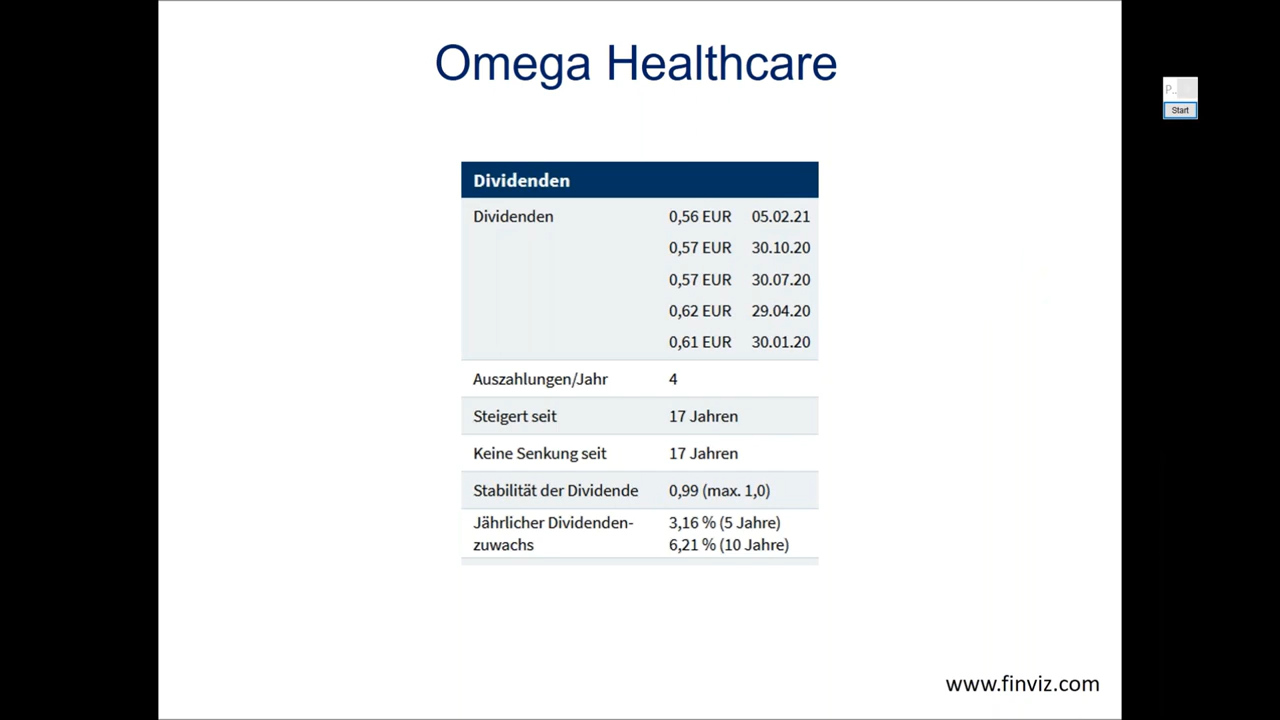 Omega Healthcare
P..
Start
Dividenden
Dividenden 0,56 EUR 05.02.21
0,57 EUR 30.10.20
0,57 EUR 30.07.20
0,62 EUR 29.04.20
0,61 EUR 30.01.20
Auszahlungen/Jahr 4
Steigert seit 17 Jahren
Keine Senkung seit 17 Jahren
Stabilität der Dividende 0,99 (max. 1,0)
Jährlicher Dividenden- 3,16 % (5 Jahre)
zuwachs 6,21 % (10 Jahre)
www.finviz.com